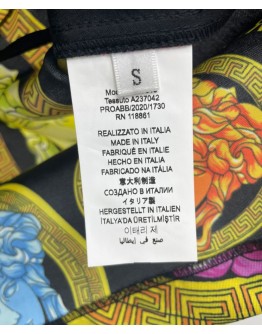 S
Tessuto A237042
PROABB/2020/1730
RN 118861
REALIZZATO IN ITALIA
MADE IN ITALY
FABRIQUÉ EN ITALIE
HECHO EN ITALIA
FABRICADO NA ITÁLIA
意大利制造
СОЗДАНО В ИТАЛИИ
イタリア製
HERGESTELLT IN ITALIEN
ITALYA'DA ÜRETİLMİŞTİR
이태리 제
صنع في إيطاليا